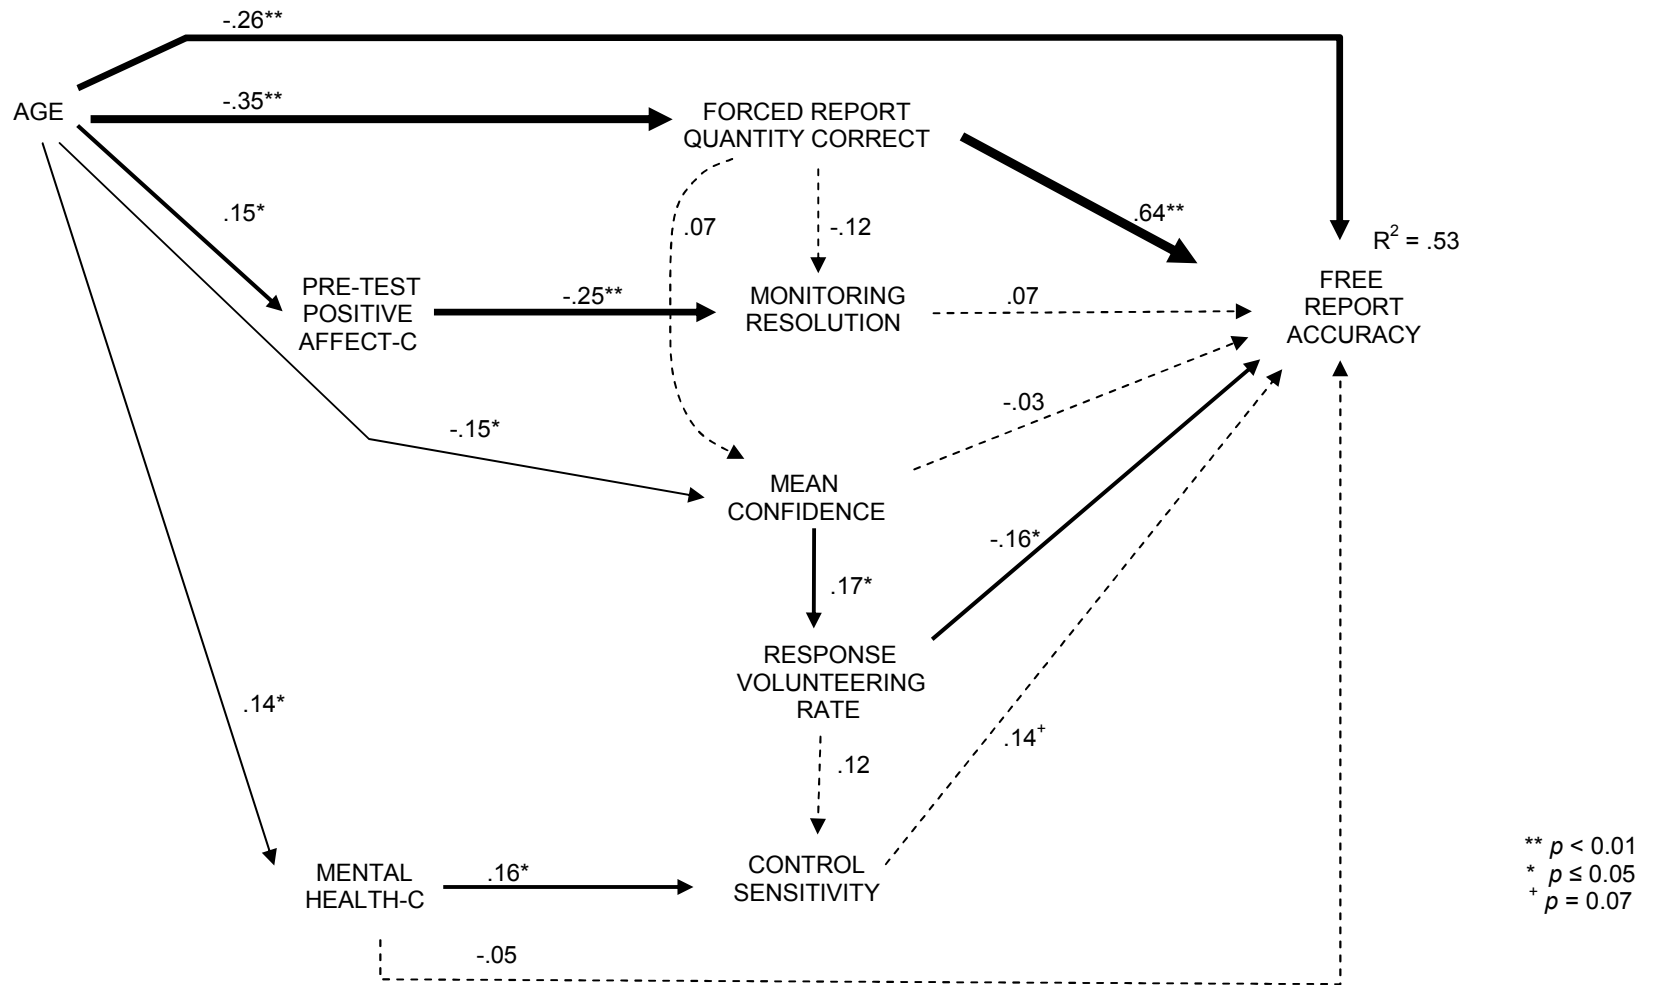 -.26**
AGE
-.35**
FORCED REPORT
QUANTITY CORRECT
.15*
.07
-.12
.64**
R² = .53
PRE-TEST
POSITIVE
AFFECT-C
-.25**
MONITORING
RESOLUTION
.07
FREE
REPORT
ACCURACY
-.15*
-.03
MEAN
CONFIDENCE
-.16*
.17*
RESPONSE
VOLUNTEERING
RATE
.14*
.12
.14⁺
MENTAL
HEALTH-C
.16*
CONTROL
SENSITIVITY
-.05
** p < 0.01
* p ≤ 0.05
⁺ p = 0.07